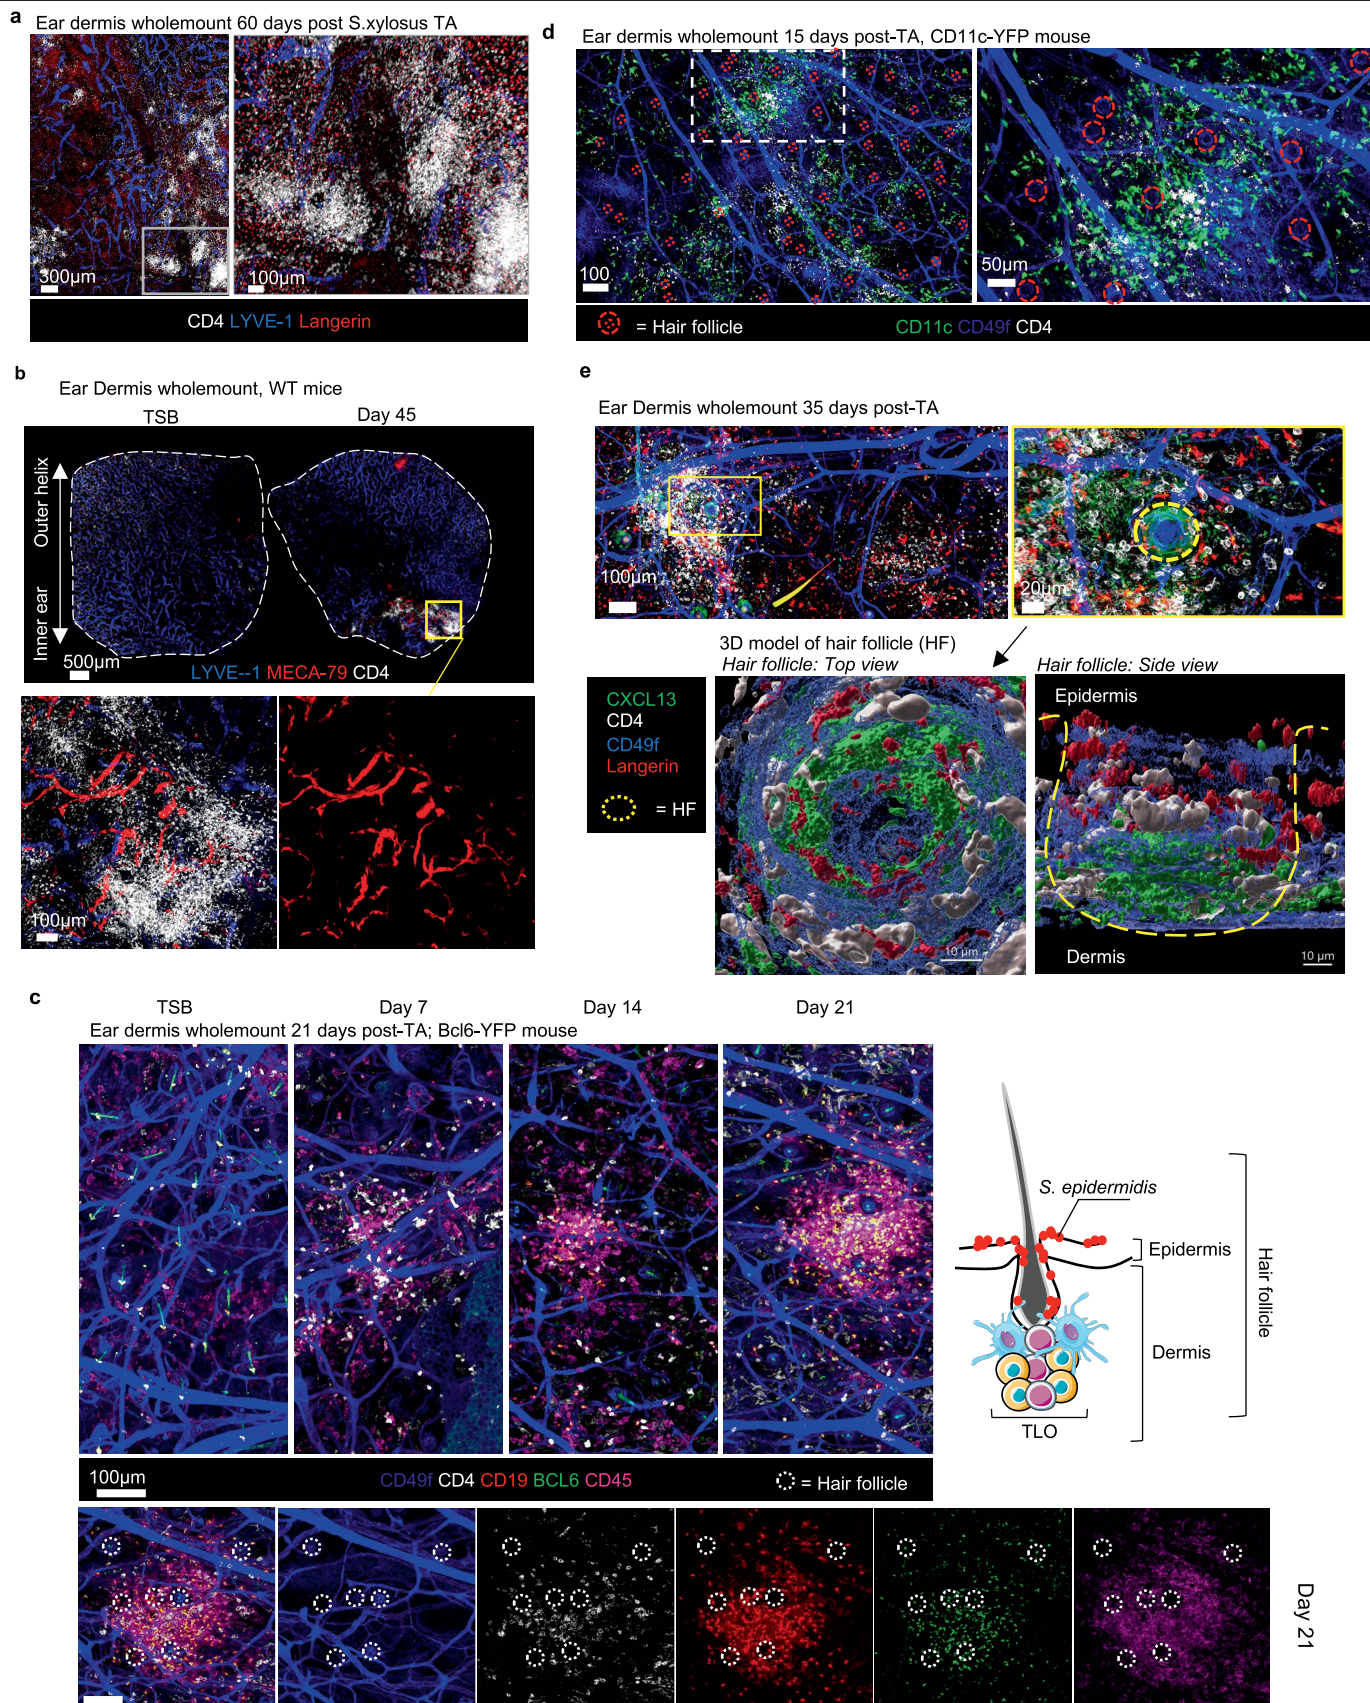 a
Ear dermis wholemount 60 days post S.xylosus TA
300µm
100µm
CD4 LYVE-1 Langerin
b
Ear Dermis wholemount, WT mice
TSB
Day 45
Outer helix
Inner ear
500µm
LYVE--1 MECA-79 CD4
100µm
c
TSB
Day 7
Day 14
Day 21
Ear dermis wholemount 21 days post-TA; Bcl6-YFP mouse
100µm
CD49f CD4 CD19 BCL6 CD45
= Hair follicle
Day 21
S. epidermidis
Epidermis
Dermis
Hair follicle
TLO
d
Ear dermis wholemount 15 days post-TA, CD11c-YFP mouse
100
50µm
= Hair follicle
CD11c CD49f CD4
e
Ear Dermis wholemount 35 days post-TA
100µm
20µm
3D model of hair follicle (HF)
Hair follicle: Top view
Hair follicle: Side view
CXCL13
CD4
CD49f
Langerin
= HF
10 µm
Epidermis
Dermis
10 µm